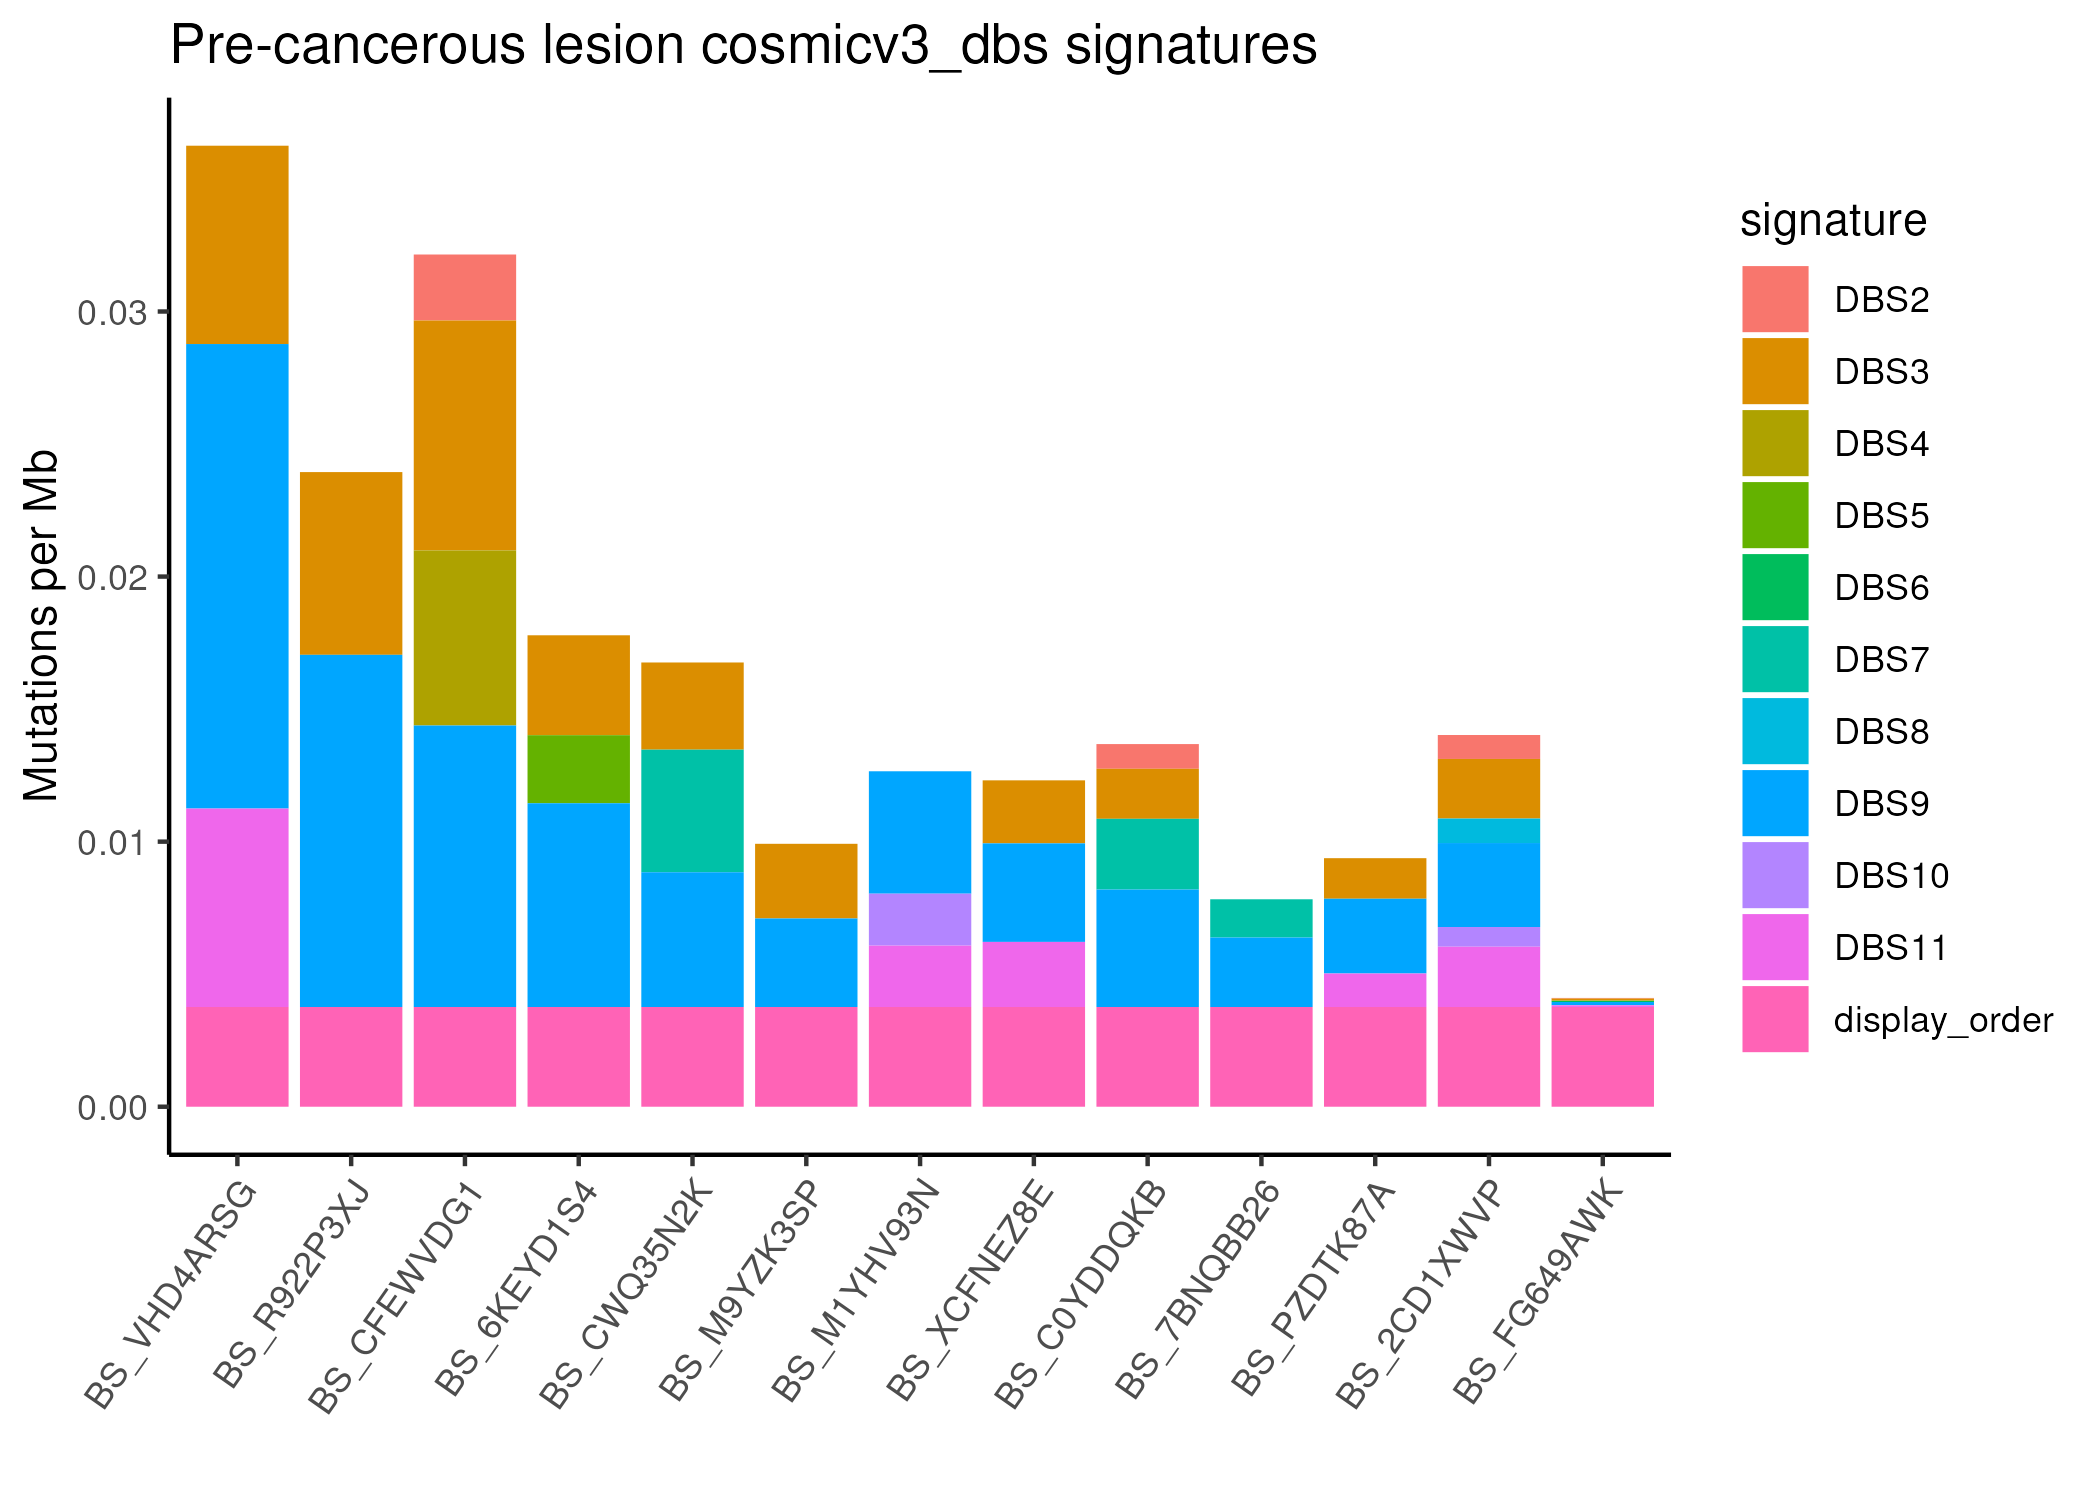 Pre-cancerous lesion cosmicv3_dbs signatures
Mutations per Mb
0.03
0.02
0.01
0.00
BS_VHD4ARSG
BS_R922P3XJ
BS_CFEWVDG1
BS_6KEYD1S4
BS_CWQ35N2K
BS_M9YZK3SP
BS_M1YHV93N
BS_XCFNEZ8E
BS_C0YDDQKB
BS_7BNQBB26
BS_PZDTK87A
BS_2CD1XWVP
BS_FG649AWK
signature
DBS2
DBS3
DBS4
DBS5
DBS6
DBS7
DBS8
DBS9
DBS10
DBS11
display_order